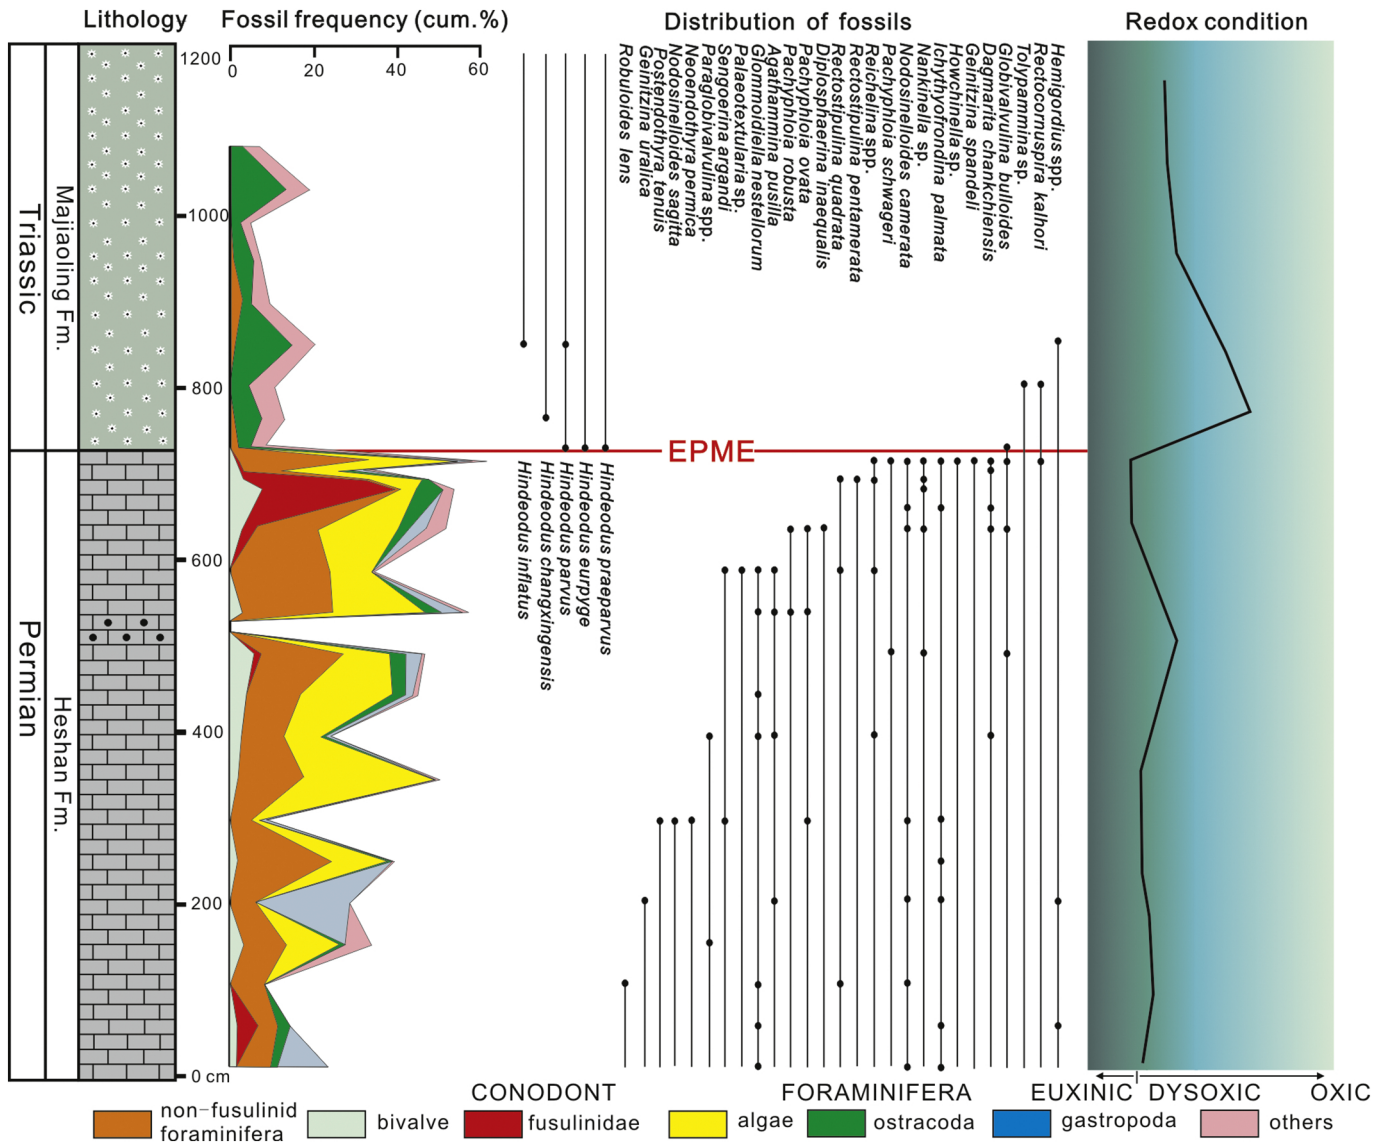 Lithology
Fossil frequency (cum.%)
Distribution of fossils
Redox condition
0
20
40
60
1200
1000
800
600
400
200
0 cm
Triassic
Permian
Majiaoling Fm.
Heshan Fm.
Robuloides lens
Geinitzina uralica
Postendothyra tenuis
Nodosinelloides sagitta
Neoendothyra permica
Paraglobivalvulina spp.
Sengoerina argandi
Palaeotextularia sp.
Glommoidiella nestellorum
Agathammina pusilla
Pachyphloia robusta
Pachyphloia ovata
Diplosphaerina inaequalis
Rectostipulina quadrata
Rectostipulina pentamerata
Reichelina spp.
Pachyphloia schwageri
Nodosinelloides camerata
Nankinella sp.
Ichthyofrondina palmata
Howchinella sp.
Geinitzina spandeli
Dagmarita chankchiensis
Globivalvulina bulloides
Tolypammina sp.
Rectocornuspira kalhori
Hemigordius spp.
EPME
Hindeodus inflatus
Hindeodus changxingensis
Hindeodus parvus
Hindeodus eurpyge
Hindeodus praeparvus
CONODONT
FORAMINIFERA
EUXINIC
DYSOXIC
OXIC
non-fusulinid
foraminifera
bivalve
fusulinidae
algae
ostracoda
gastropoda
others